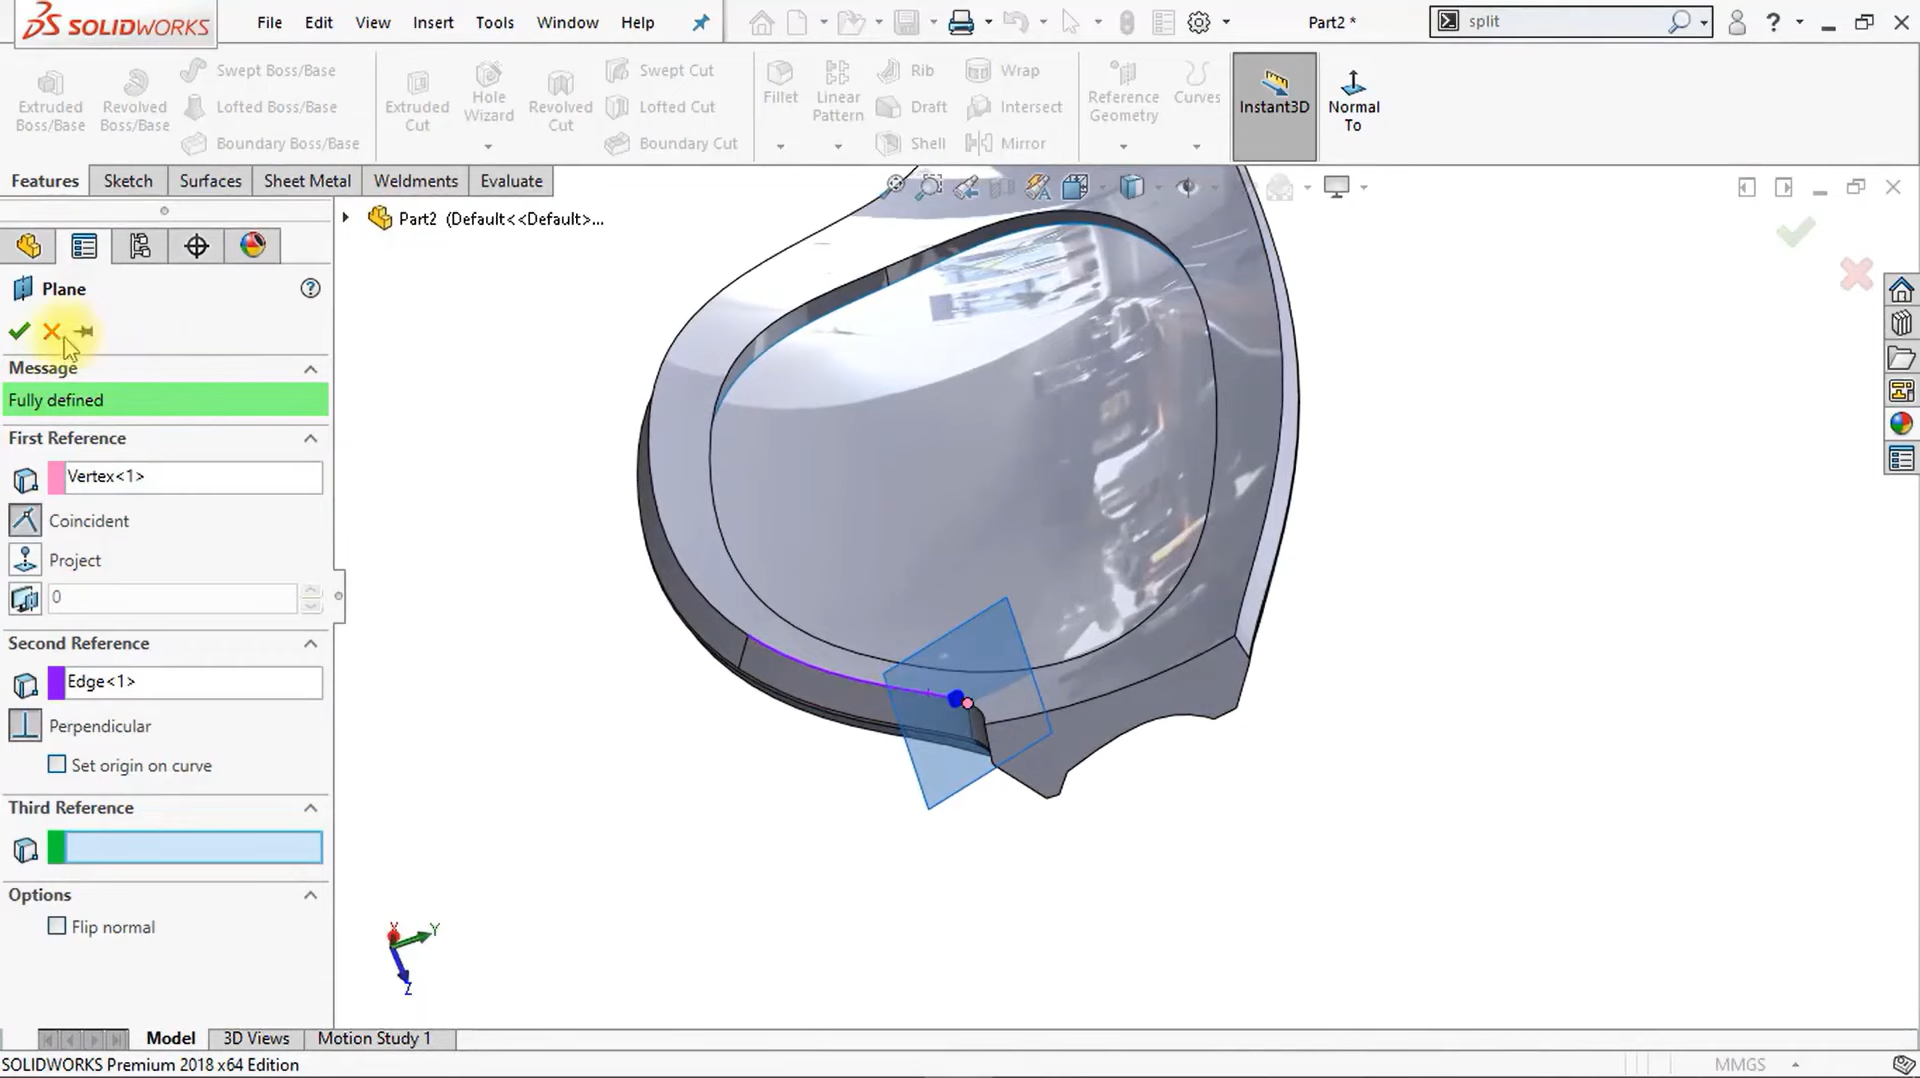 SOLIDWORKS
File Edit View Insert Tools Window Help
Part2 *
split
Extruded Boss/Base
Revolved Boss/Base
Swept Boss/Base
Lofted Boss/Base
Boundary Boss/Base
Extruded Cut
Hole Wizard
Revolved Cut
Swept Cut
Lofted Cut
Boundary Cut
Fillet
Linear Pattern
Rib
Draft
Shell
Wrap
Intersect
Mirror
Reference Geometry
Curves
Instant3D
Normal To
Features Sketch Surfaces Sheet Metal Weldments Evaluate
Part2 (Default<<Default>...
Plane
Message
Fully defined
First Reference
Vertex<1>
Coincident
Project
0
Second Reference
Edge<1>
Perpendicular
Set origin on curve
Third Reference
Options
Flip normal
X
Y
Z
Model 3D Views Motion Study 1
SOLIDWORKS Premium 2018 x64 Edition
MMGS